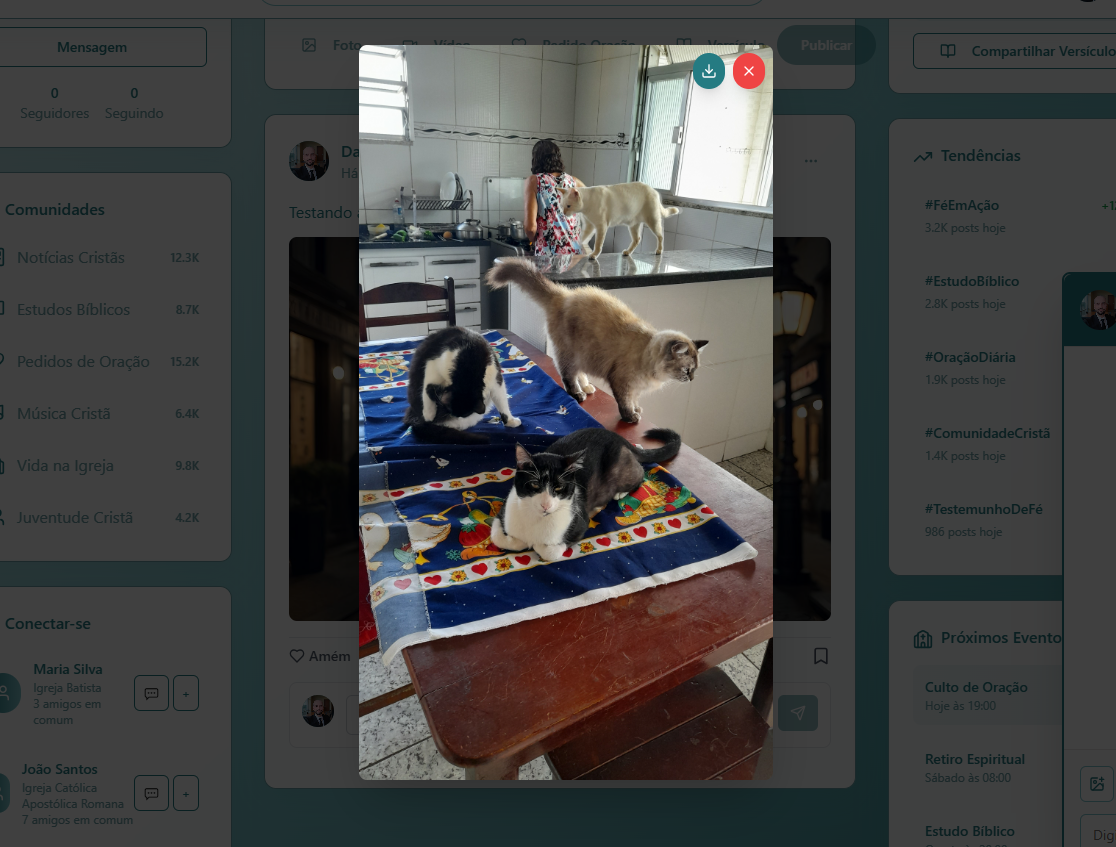 Mensagem
0
Seguidores
0
Seguindo
Comunidades
Notícias Cristãs
12.3K
Estudos Bíblicos
8.7K
Pedidos de Oração
15.2K
Música Cristã
6.4K
Vida na Igreja
9.8K
Juventude Cristã
4.2K
Conectar-se
Maria Silva
Igreja Batista
3 amigos em
comum
+
João Santos
Igreja Católica
Apostólica Romana
7 amigos em comum
+
Foto
Vídeo
Pedido Oração
Versículo
Publicar
Da
Há
Testando
Amém
Compartilhar Versículo
Tendências
#FéEmAção
3.2K posts hoje
#EstudoBíblico
2.8K posts hoje
#OraçãoDiária
1.9K posts hoje
#ComunidadeCristã
1.4K posts hoje
#TestemunhoDeFé
986 posts hoje
Próximos Evento
Culto de Oração
Hoje às 19:00
Retiro Espiritual
Sábado às 08:00
Estudo Bíblico
Dig